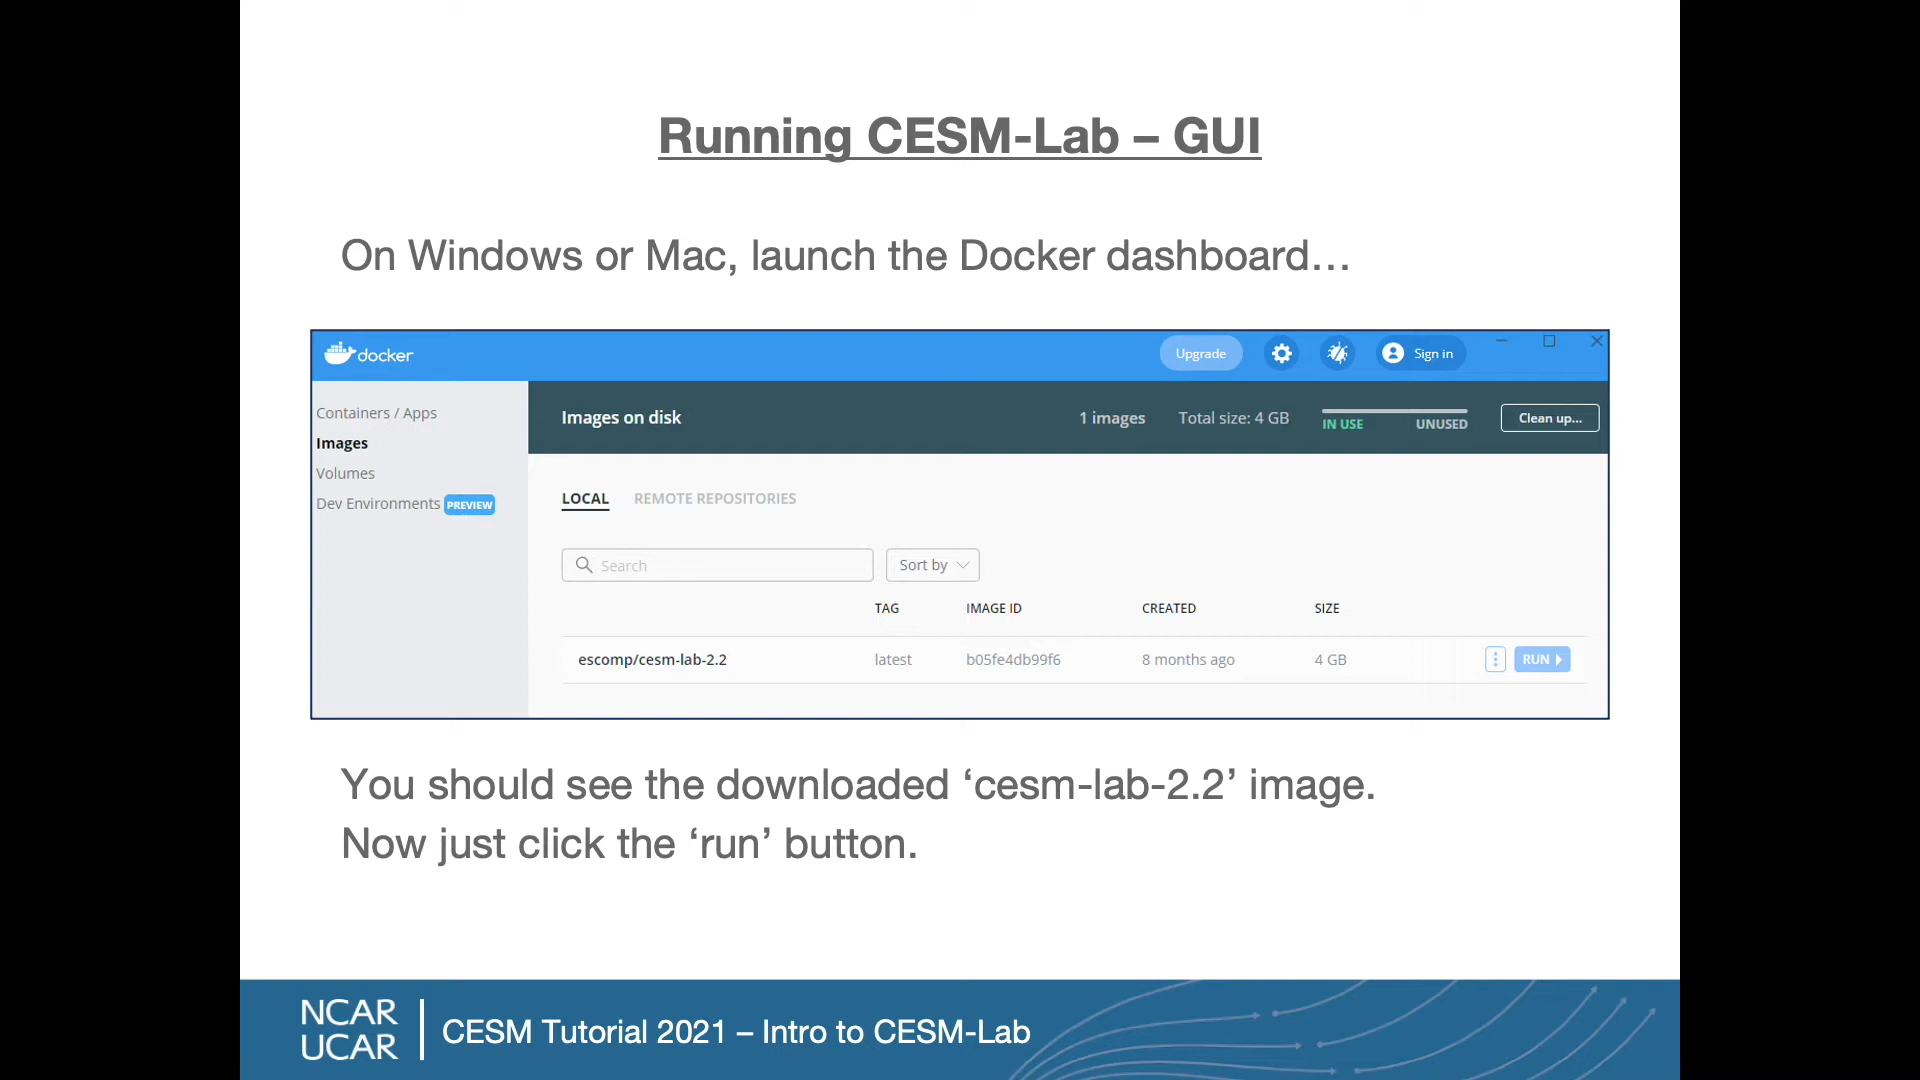 Running CESM-Lab – GUI
On Windows or Mac, launch the Docker dashboard…
docker
Upgrade
Sign in
Containers / Apps
Images
Volumes
Dev Environments PREVIEW
Images on disk
1 images
Total size: 4 GB
IN USE
UNUSED
Clean up...
LOCAL
REMOTE REPOSITORIES
Search
Sort by
TAG
IMAGE ID
CREATED
SIZE
escomp/cesm-lab-2.2
latest
b05fe4db99f6
8 months ago
4 GB
RUN
You should see the downloaded ‘cesm-lab-2.2’ image.
Now just click the ‘run’ button.
NCAR
UCAR
CESM Tutorial 2021 – Intro to CESM-Lab